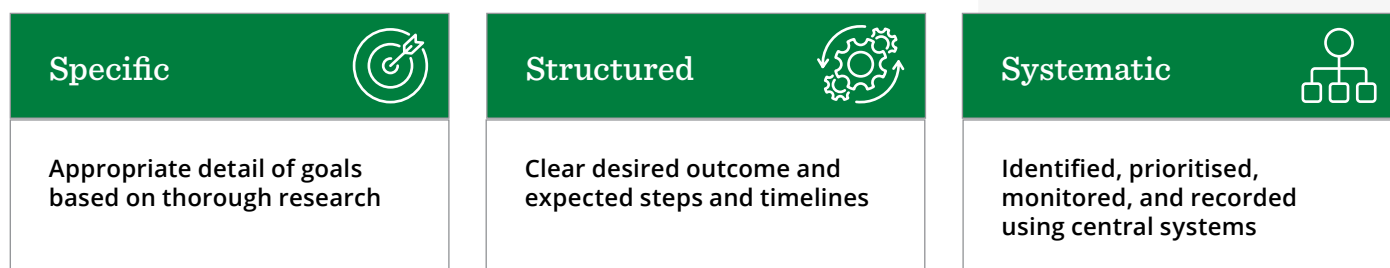 Specific
Appropriate detail of goals
based on thorough research
Structured
Clear desired outcome and
expected steps and timelines
Systematic
Identified, prioritised,
monitored, and recorded
using central systems